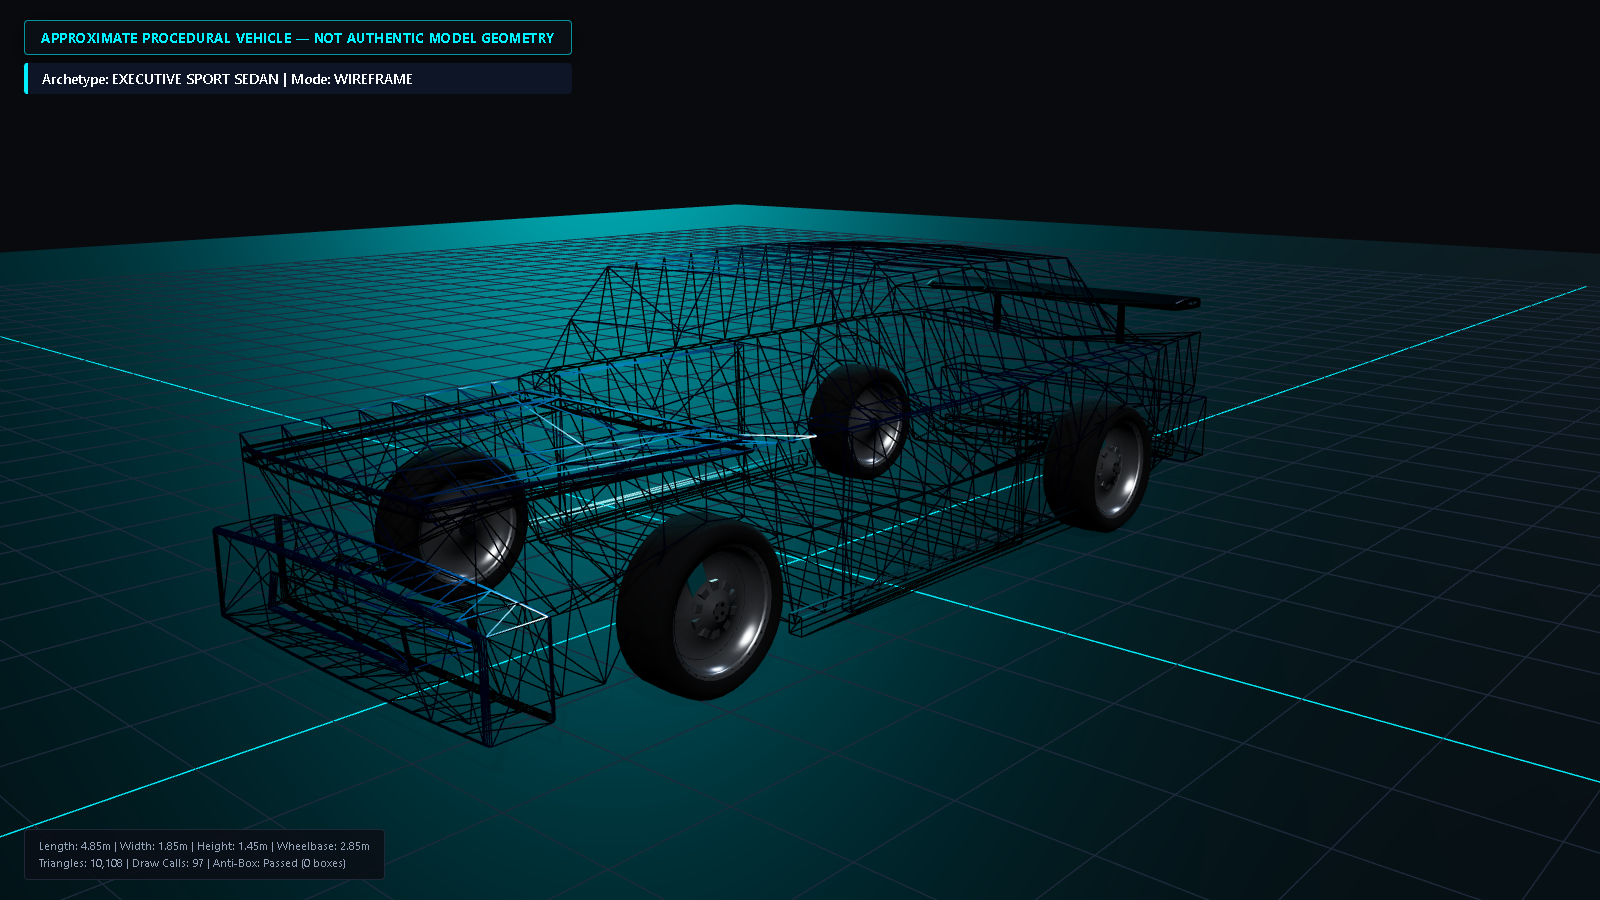 APPROXIMATE PROCEDURAL VEHICLE — NOT AUTHENTIC MODEL GEOMETRY
Archetype: EXECUTIVE SPORT SEDAN | Mode: WIREFRAME
Length: 4.85m | Width: 1.85m | Height: 1.45m | Wheelbase: 2.85m
Triangles: 10,108 | Draw Calls: 97 | Anti-Box: Passed (0 boxes)